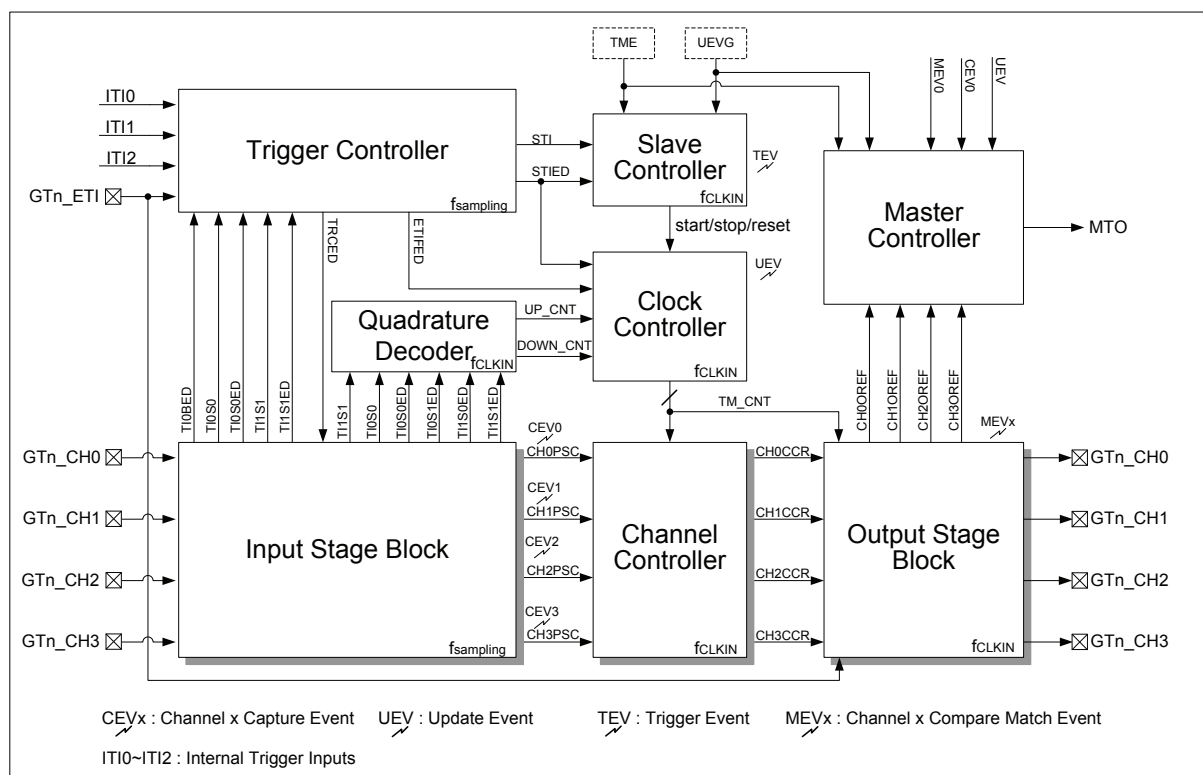 TME
UEVG
MEV0
CEV0
UEV
ITI0
ITI1
ITI2
GTn_ETI
Trigger Controller
fsampling
STI
STIED
Slave
Controller
fCLKIN
TEV
start/stop/reset
Master
Controller
MTO
TRCED
ETIFED
Clock
Controller
fCLKIN
UEV
Quadrature
Decoder
fCLKIN
UP_CNT
DOWN_CNT
TI0BED
TI0S0
TI0S0ED
TI1S1
TI1S1ED
TI1S1
TI0S0
TI0S0ED
TI0S1ED
TI1S0ED
TI1S1ED
TM_CNT
CH0OREF
CH1OREF
CH2OREF
CH3OREF
MEVx
GTn_CH0
GTn_CH1
GTn_CH2
GTn_CH3
Input Stage Block
fsampling
CEV0
CH0PSC
CEV1
CH1PSC
CEV2
CH2PSC
CEV3
CH3PSC
Channel
Controller
fCLKIN
CH0CCR
CH1CCR
CH2CCR
CH3CCR
Output Stage
Block
fCLKIN
GTn_CH0
GTn_CH1
GTn_CH2
GTn_CH3
CEVx : Channel x Capture Event
UEV : Update Event
TEV : Trigger Event
MEVx : Channel x Compare Match Event
ITI0~ITI2 : Internal Trigger Inputs